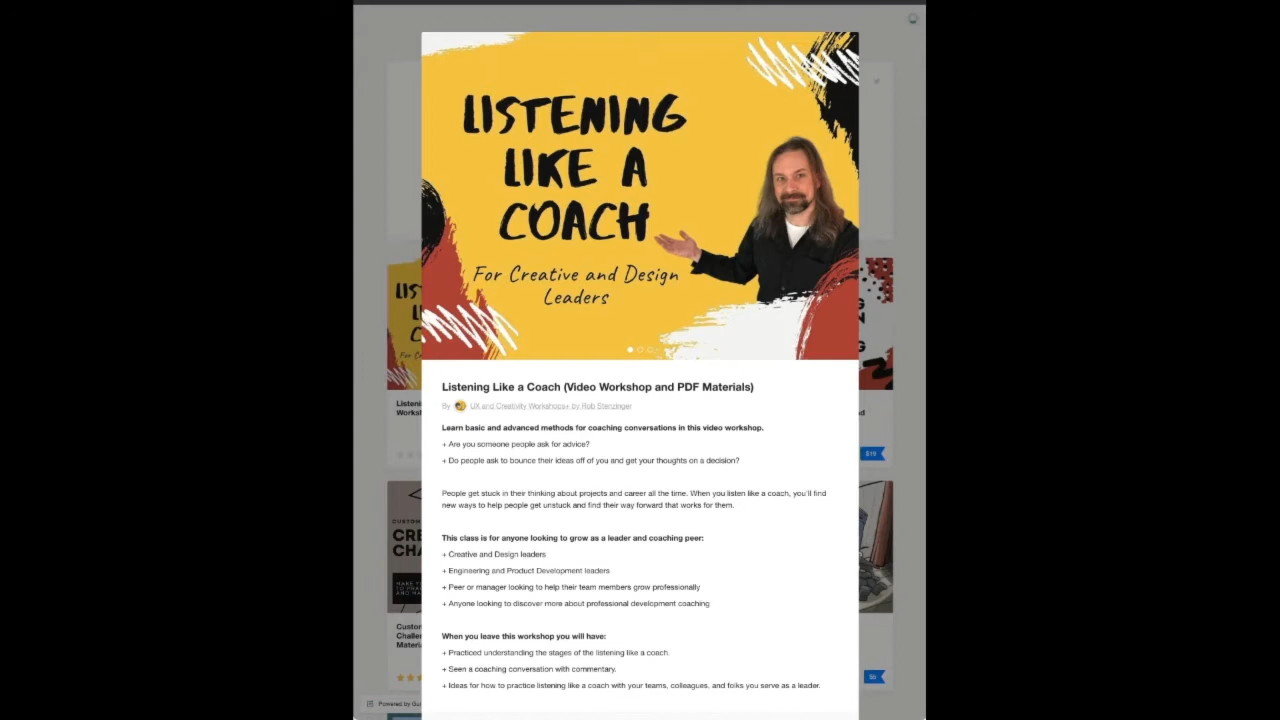 LISTENING
LIKE A
COACH
For Creative and Design
Leaders
Listening Like a Coach (Video Workshop and PDF Materials)
By UX and Creativity Workshops+ by Rob Stenzinger
Learn basic and advanced methods for coaching conversations in this video workshop.
+ Are you someone people ask for advice?
+ Do people ask to bounce their ideas off of you and get your thoughts on a decision?
People get stuck in their thinking about projects and career all the time. When you listen like a coach, you'll find
new ways to help people get unstuck and find their way forward that works for them.
This class is for anyone looking to grow as a leader and coaching peer:
+ Creative and Design leaders
+ Engineering and Product Development leaders
+ Peer or manager looking to help their team members grow professionally
+ Anyone looking to discover more about professional development coaching
When you leave this workshop you will have:
+ Practiced understanding the stages of the listening like a coach.
+ Seen a coaching conversation with commentary.
+ Ideas for how to practice listening like a coach with your teams, colleagues, and folks you serve as a leader.
$19
$0
Powered by